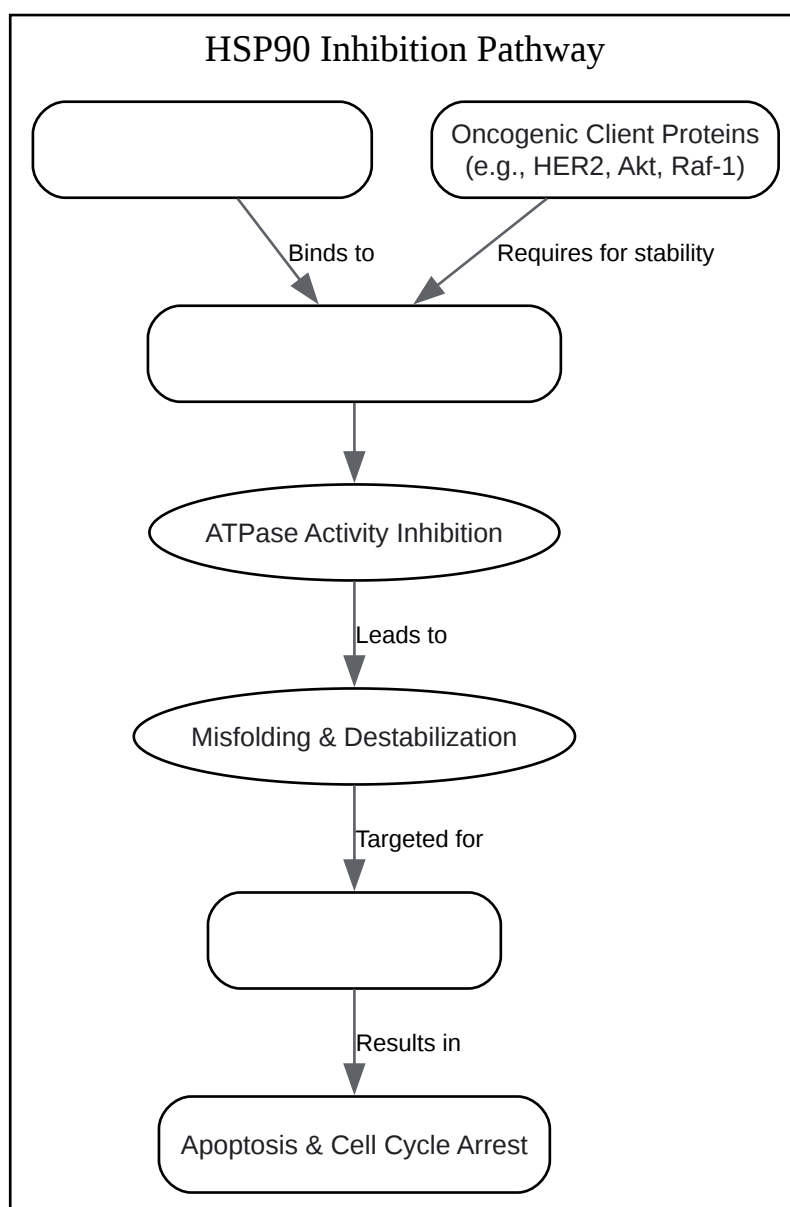 HSP90 Inhibition Pathway
Oncogenic Client Proteins
(e.g., HER2, Akt, Raf-1)
Binds to
Requires for stability
ATPase Activity Inhibition
Leads to
Misfolding & Destabilization
Targeted for
Results in
Apoptosis & Cell Cycle Arrest